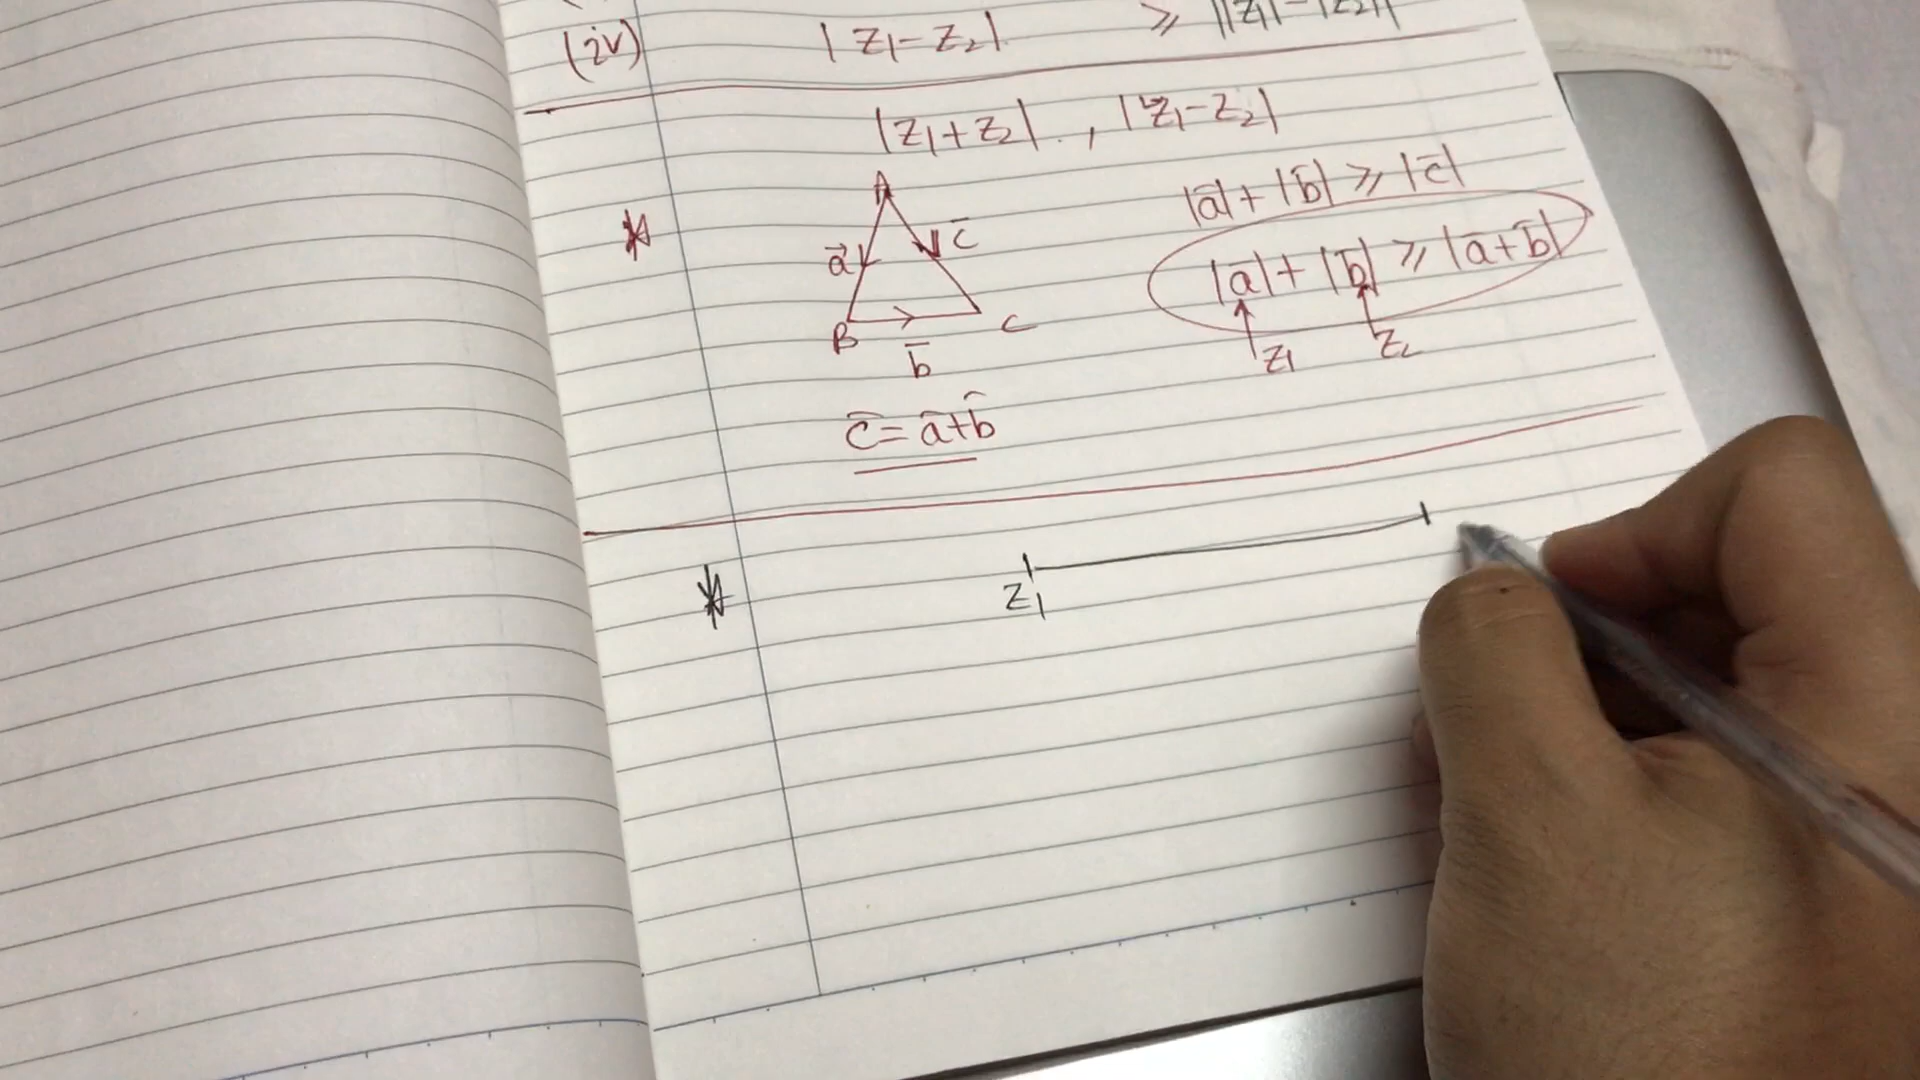 (iv) |z₁-z₂| ≥ ||z₁|-|z₂||
|z₁+z₂| , |z₁-z₂|
A
|a̅|+|b̅| ≥ |c̅|
a⃗ c̅
|a̅|+|b̅| ≥ |a̅+b̅|
B C
b̅
z₁ z₂
c̅=a̅+b̅
z₁